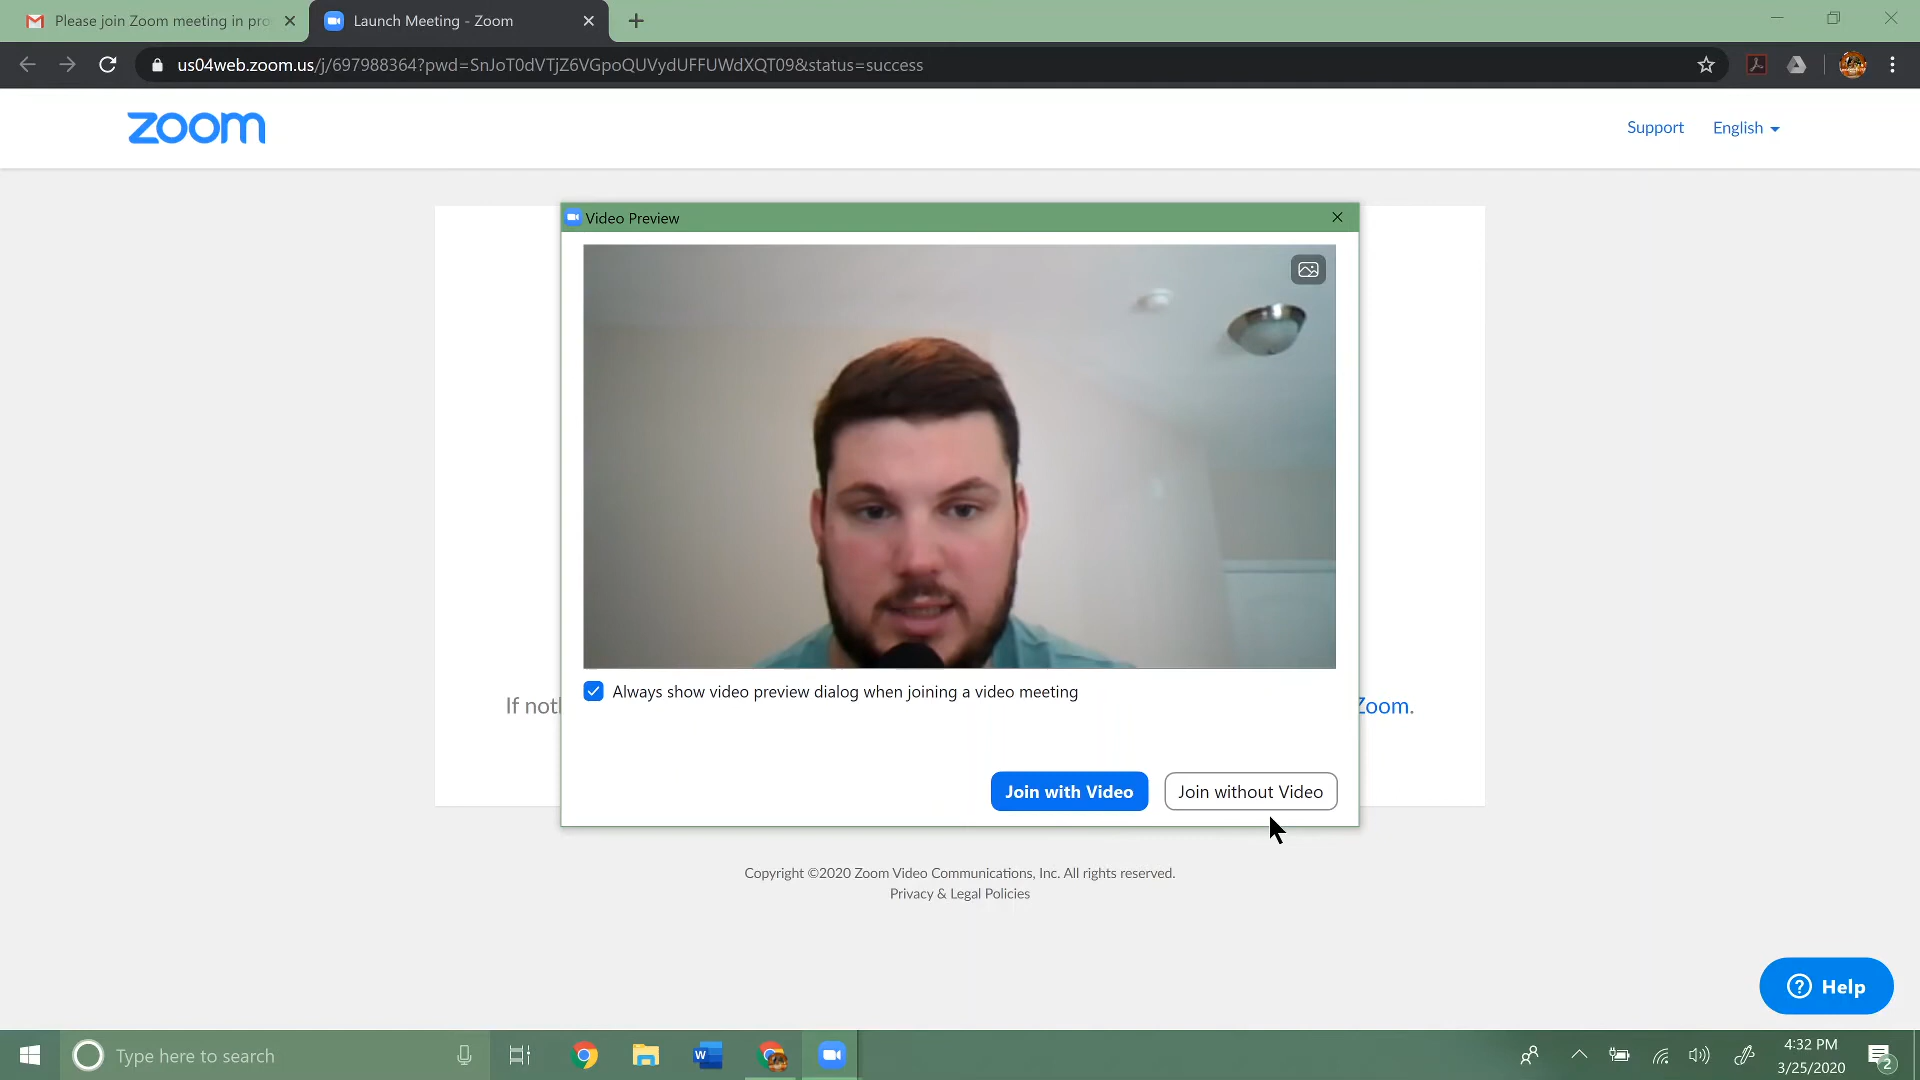 Please join Zoom meeting in pro
Launch Meeting - Zoom
us04web.zoom.us/j/697988364?pwd=SnJoT0dVTjZ6VGpoQUVydUFFUWdXQT09&status=success
zoom
Support
English
Video Preview
Always show video preview dialog when joining a video meeting
If not
Zoom.
Join with Video
Join without Video
Copyright ©2020 Zoom Video Communications, Inc. All rights reserved.
Privacy & Legal Policies
Help
Type here to search
W
4:32 PM
3/25/2020
2